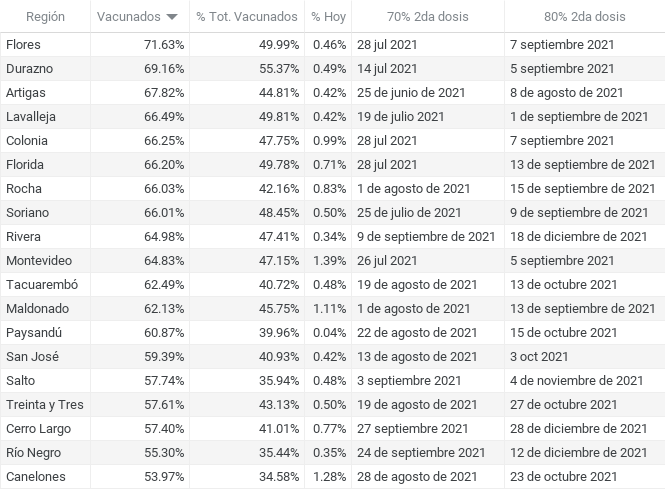 Región Vacunados % Tot. Vacunados % Hoy 70% 2da dosis 80% 2da dosis
Flores 71.63% 49.99% 0.46% 28 jul 2021 7 septiembre 2021
Durazno 69.16% 55.37% 0.49% 14 jul 2021 5 septiembre 2021
Artigas 67.82% 44.81% 0.42% 25 de junio de 2021 8 de agosto de 2021
Lavalleja 66.49% 49.81% 0.42% 19 de julio de 2021 1 de septiembre de 2021
Colonia 66.25% 47.75% 0.99% 28 jul 2021 7 septiembre 2021
Florida 66.20% 49.78% 0.71% 28 jul 2021 13 de septiembre de 2021
Rocha 66.03% 42.16% 0.83% 1 de agosto de 2021 15 de septiembre de 2021
Soriano 66.01% 48.45% 0.50% 25 de julio de 2021 9 de septiembre de 2021
Rivera 64.98% 47.41% 0.34% 9 de septiembre de 2021 18 de diciembre de 2021
Montevideo 64.83% 47.15% 1.39% 26 jul 2021 5 septiembre 2021
Tacuarembó 62.49% 40.72% 0.48% 19 de agosto de 2021 13 de octubre 2021
Maldonado 62.13% 45.75% 1.11% 1 de agosto de 2021 13 de septiembre de 2021
Paysandú 60.87% 39.96% 0.04% 22 de agosto de 2021 15 de octubre 2021
San José 59.39% 40.93% 0.42% 13 de agosto de 2021 3 oct 2021
Salto 57.74% 35.94% 0.48% 3 septiembre 2021 4 de noviembre de 2021
Treinta y Tres 57.61% 43.13% 0.50% 19 de agosto de 2021 27 de octubre 2021
Cerro Largo 57.40% 41.01% 0.77% 27 septiembre 2021 28 de diciembre de 2021
Río Negro 55.30% 35.44% 0.35% 24 de septiembre 2021 12 de diciembre de 2021
Canelones 53.97% 34.58% 1.28% 28 de agosto de 2021 23 de octubre 2021